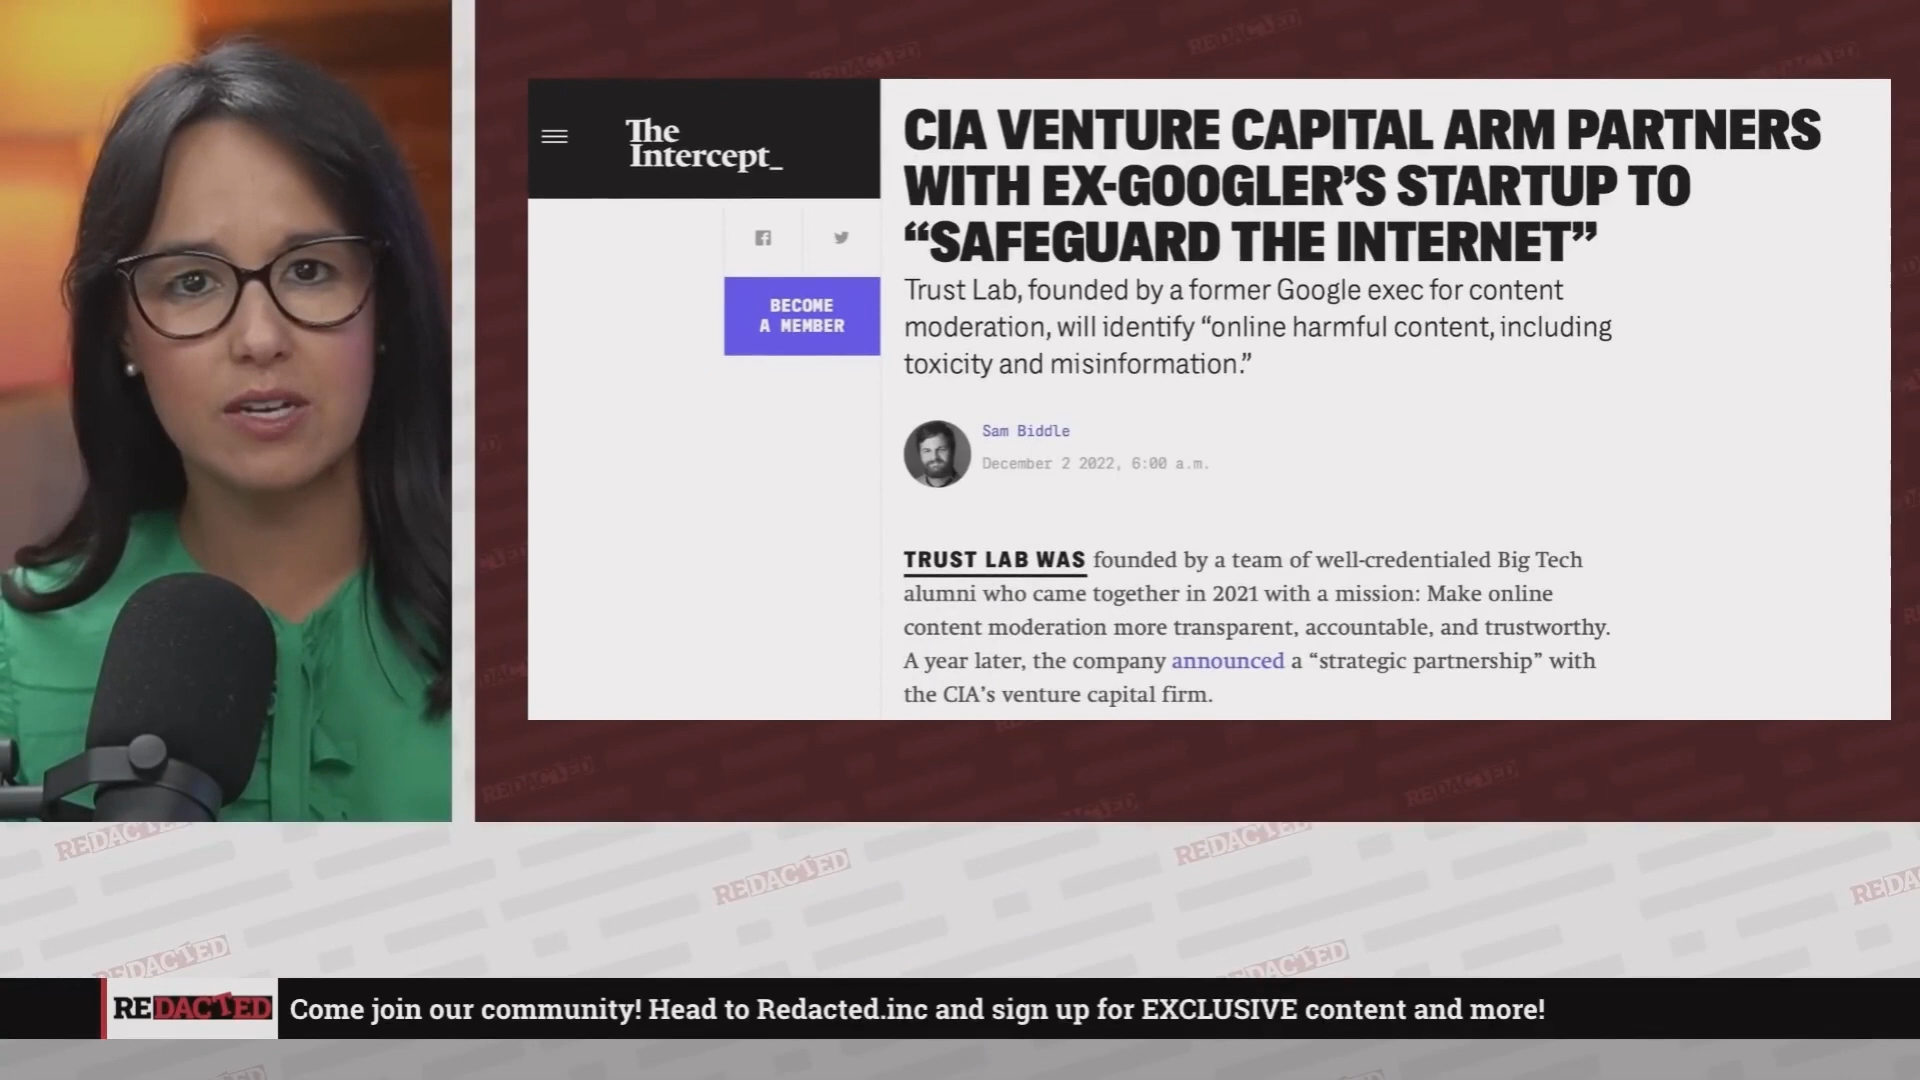 The
Intercept_
BECOME
A MEMBER
CIA VENTURE CAPITAL ARM PARTNERS
WITH EX-GOOGLER’S STARTUP TO
“SAFEGUARD THE INTERNET”
Trust Lab, founded by a former Google exec for content
moderation, will identify “online harmful content, including
toxicity and misinformation.”
Sam Biddle
December 2 2022, 6:00 a.m.
TRUST LAB WAS founded by a team of well-credentialed Big Tech
alumni who came together in 2021 with a mission: Make online
content moderation more transparent, accountable, and trustworthy.
A year later, the company announced a “strategic partnership” with
the CIA’s venture capital firm.
REDACTED
REDACTED
REDACTED
REDACTED
REDACTED
REDACTED Come join our community! Head to Redacted.inc and sign up for EXCLUSIVE content and more!